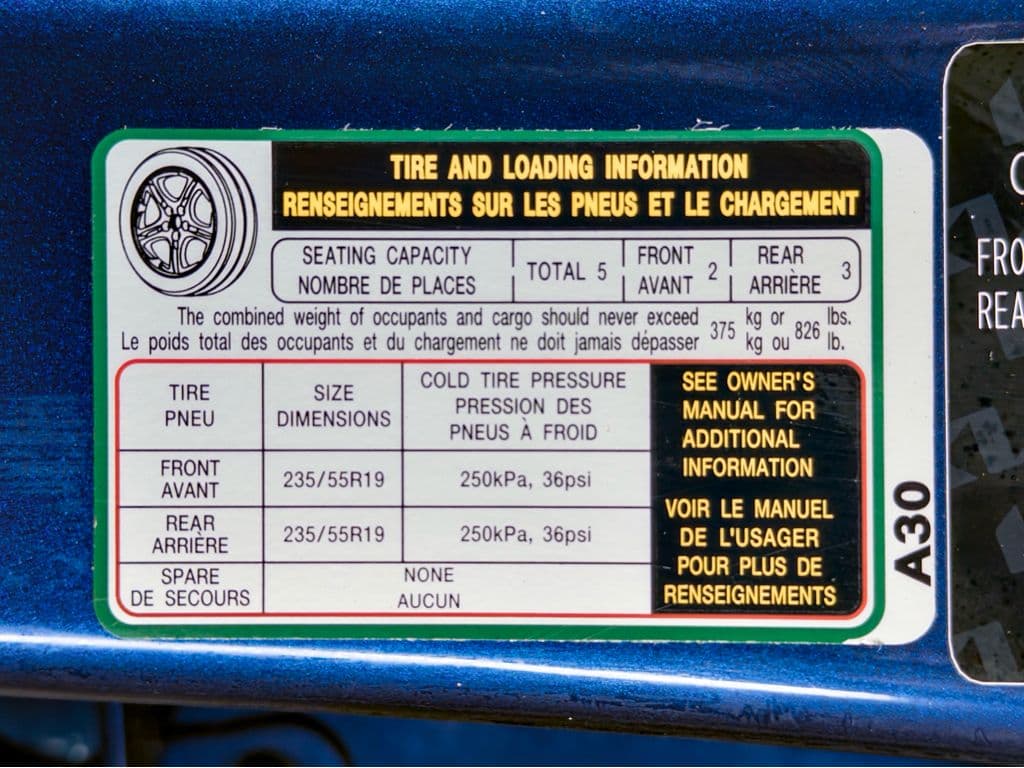 TIRE AND LOADING INFORMATION
RENSEIGNEMENTS SUR LES PNEUS ET LE CHARGEMENT
SEATING CAPACITY
NOMBRE DE PLACES
TOTAL 5
FRONT
AVANT 2
REAR
ARRIÈRE 3
The combined weight of occupants and cargo should never exceed 375 kg or 826 lbs.
Le poids total des occupants et du chargement ne doit jamais dépasser kg ou lb.
TIRE
PNEU
SIZE
DIMENSIONS
COLD TIRE PRESSURE
PRESSION DES
PNEUS À FROID
FRONT
AVANT
235/55R19
250kPa, 36psi
REAR
ARRIÈRE
235/55R19
250kPa, 36psi
SPARE
DE SECOURS
NONE
AUCUN
SEE OWNER'S
MANUAL FOR
ADDITIONAL
INFORMATION
VOIR LE MANUEL
DE L'USAGER
POUR PLUS DE
RENSEIGNEMENTS
A30